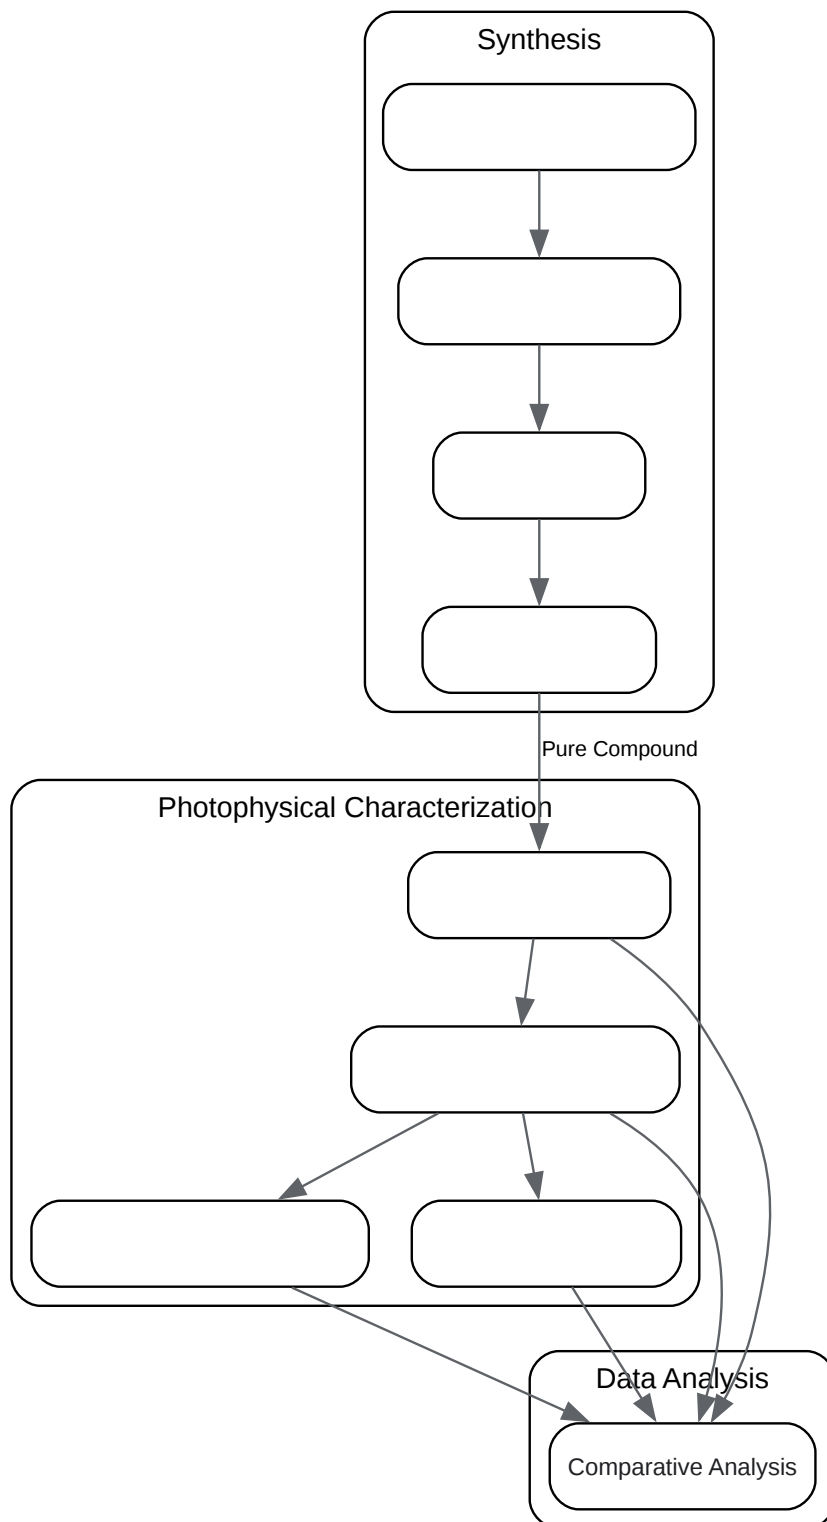 Synthesis
Pure Compound
Photophysical Characterization
Data Analysis
Comparative Analysis